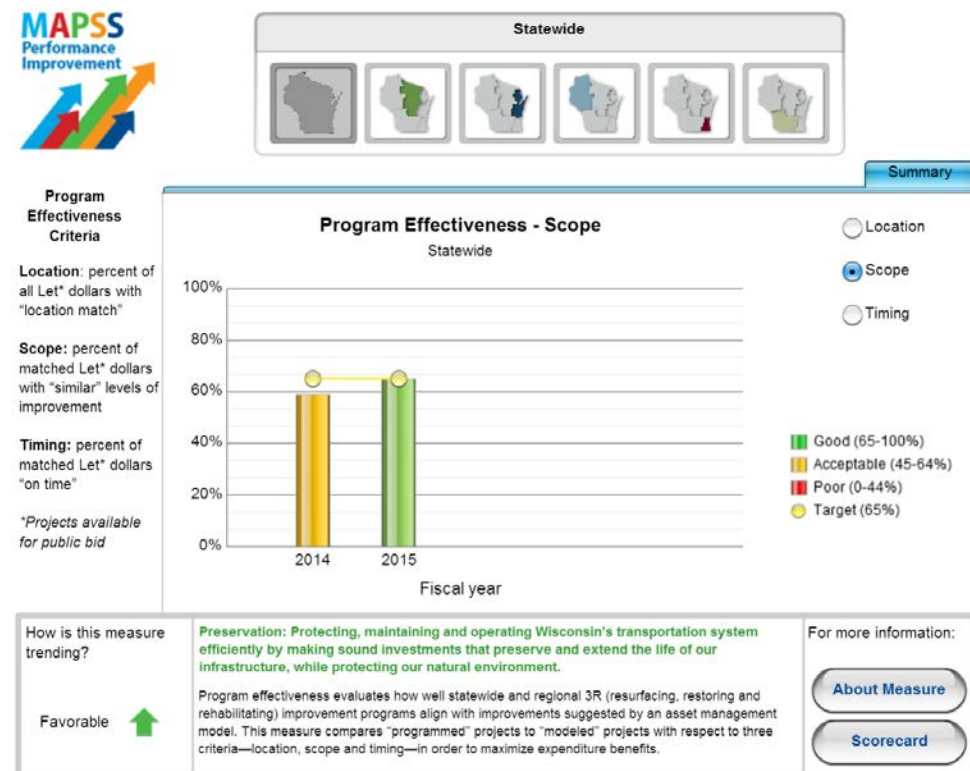 MAPSS
Performance
Improvement
Statewide
Summary
Program
Effectiveness
Criteria
Location: percent of
all Let* dollars with
"location match"
Scope: percent of
matched Let* dollars
with "similar" levels of
improvement
Timing: percent of
matched Let* dollars
"on time"
*Projects available
for public bid
Program Effectiveness - Scope
Statewide
100%
80%
60%
40%
20%
0%
2014 2015
Fiscal year
Location
Scope
Timing
Good (65-100%)
Acceptable (45-64%)
Poor (0-44%)
Target (65%)
How is this measure
trending?
Favorable
Preservation: Protecting, maintaining and operating Wisconsin's transportation system
efficiently by making sound investments that preserve and extend the life of our
infrastructure, while protecting our natural environment.
Program effectiveness evaluates how well statewide and regional 3R (resurfacing, restoring and
rehabilitating) improvement programs align with improvements suggested by an asset management
model. This measure compares "programmed" projects to "modeled" projects with respect to three
criteria—location, scope and timing—in order to maximize expenditure benefits.
For more information:
About Measure
Scorecard